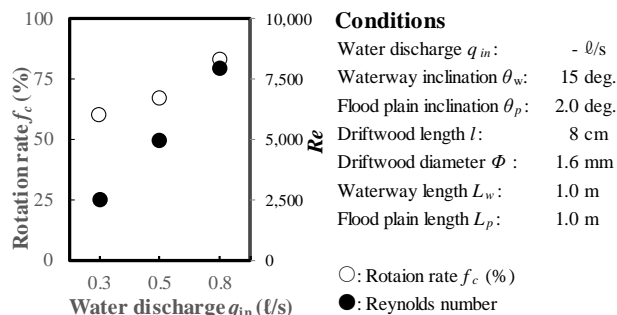 100
75
50
25
0
Rotation rate f_c (%)
10,000
7,500
5,000
2,500
0
Re
0.3 0.5 0.8
Water discharge q_in (ℓ/s)
Conditions
Water discharge q_in: - ℓ/s
Waterway inclination θ_w: 15 deg.
Flood plain inclination θ_p: 2.0 deg.
Driftwood length l: 8 cm
Driftwood diameter Φ : 1.6 mm
Waterway length L_w: 1.0 m
Flood plain length L_p: 1.0 m
○: Rotaion rate f_c (%)
●: Reynolds number